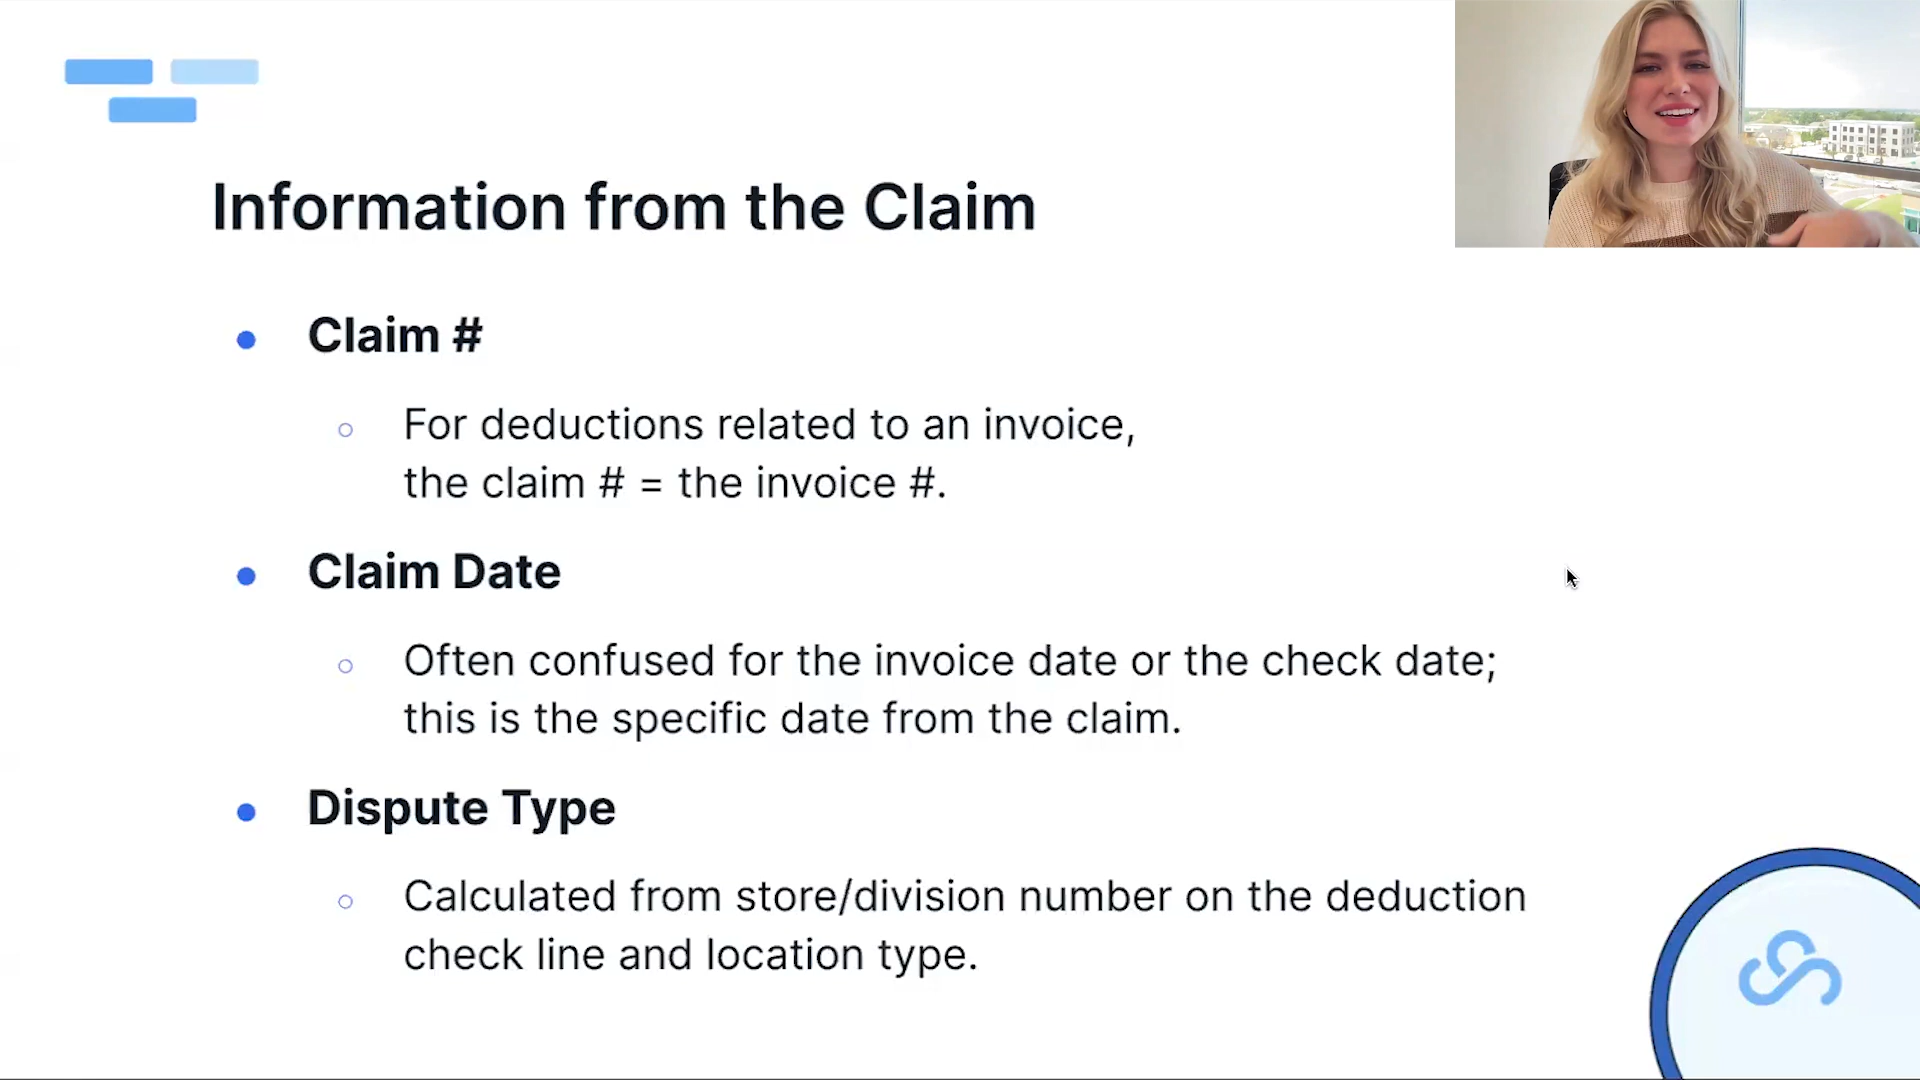 Information from the Claim
Claim #
For deductions related to an invoice,
the claim # = the invoice #.
Claim Date
Often confused for the invoice date or the check date;
this is the specific date from the claim.
Dispute Type
Calculated from store/division number on the deduction
check line and location type.